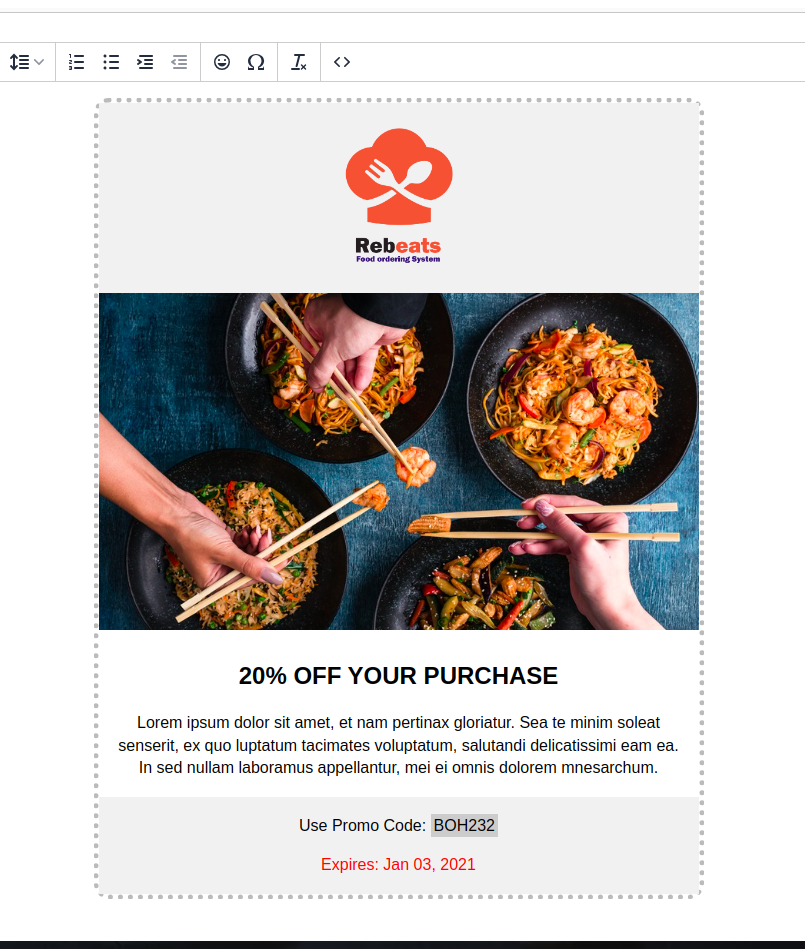 Rebeats
Food ordering System
20% OFF YOUR PURCHASE
Lorem ipsum dolor sit amet, et nam pertinax gloriatur. Sea te minim soleat
senserit, ex quo luptatum tacimates voluptatum, salutandi delicatissimi eam ea.
In sed nullam laboramus appellantur, mei ei omnis dolorem mnesarchum.
Use Promo Code: BOH232
Expires: Jan 03, 2021